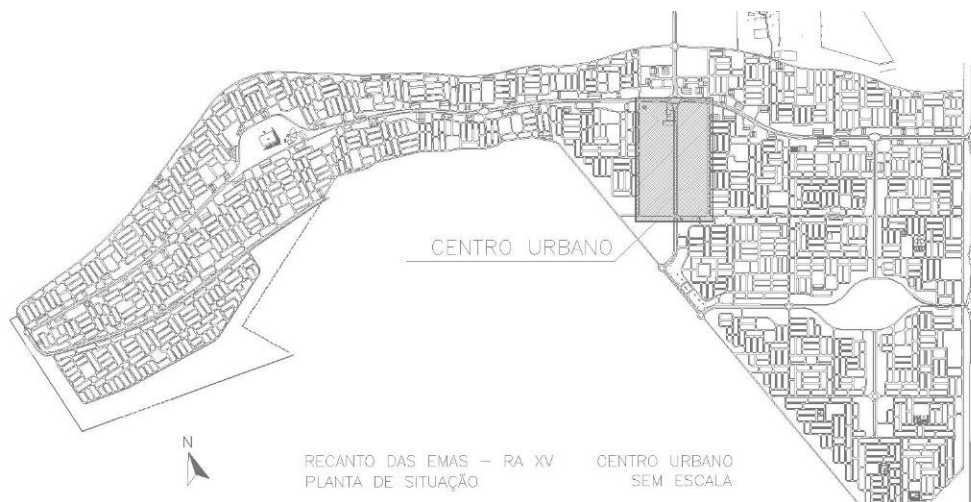 CENTRO URBANO
N
RECANTO DAS EMAS – RA XV
PLANTA DE SITUAÇÃO
CENTRO URBANO
SEM ESCALA